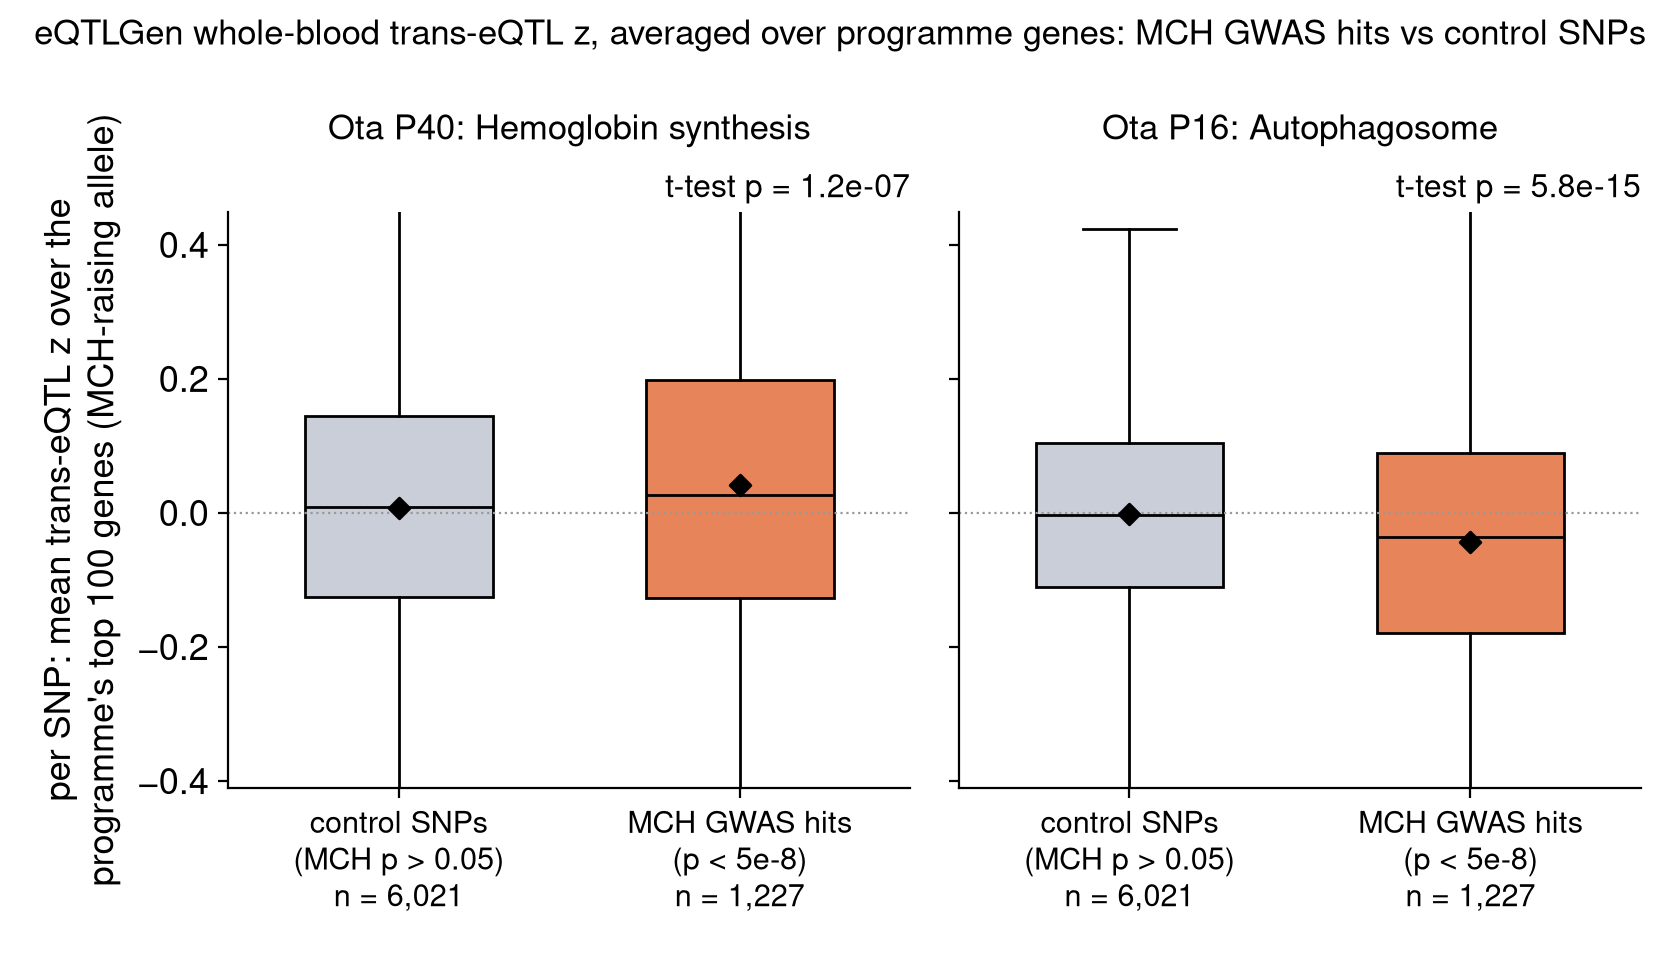 eQTLGen whole-blood trans-eQTL z, averaged over programme genes: MCH GWAS hits vs control SNPs
per SNP: mean trans-eQTL z over the
programme's top 100 genes (MCH-raising allele)
Ota P40: Hemoglobin synthesis
t-test p = 1.2e-07
0.4
0.2
0.0
−0.2
−0.4
control SNPs
(MCH p > 0.05)
n = 6,021
MCH GWAS hits
(p < 5e-8)
n = 1,227
Ota P16: Autophagosome
t-test p = 5.8e-15
control SNPs
(MCH p > 0.05)
n = 6,021
MCH GWAS hits
(p < 5e-8)
n = 1,227